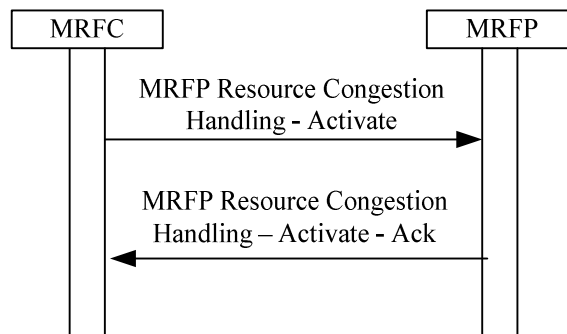 MRFC
MRFP
MRFP Resource Congestion
Handling - Activate
MRFP Resource Congestion
Handling – Activate - Ack